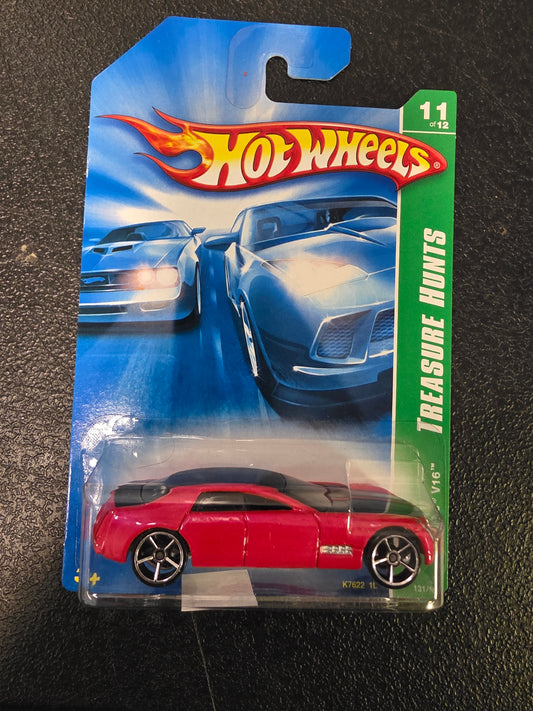 11
of 12
HOT WHEELS®
TREASURE HUNTS
V16™
K7622
131/